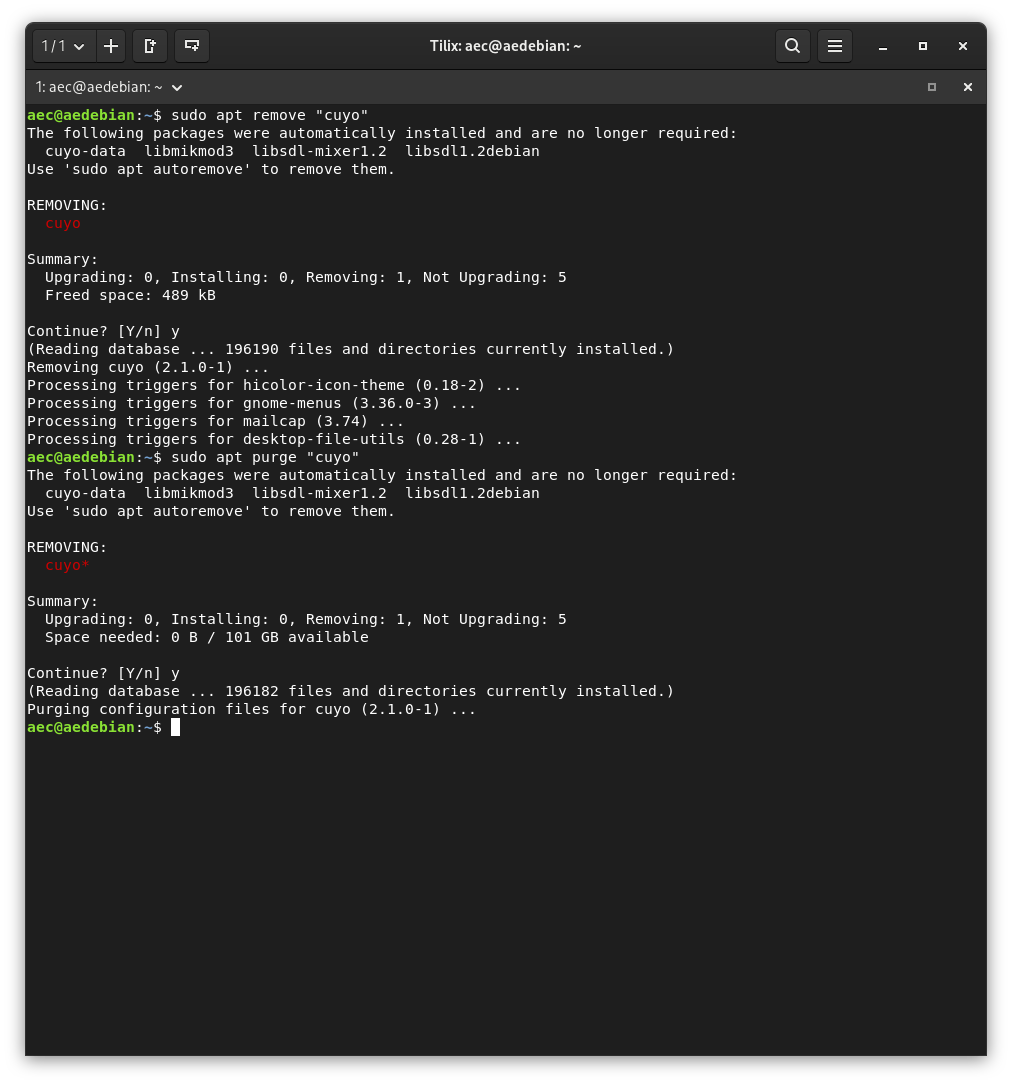 1 / 1
Tilix: aec@aedebian: ~
1: aec@aedebian: ~
aec@aedebian:~$ sudo apt remove "cuyo"
The following packages were automatically installed and are no longer required:
  cuyo-data  libmikmod3  libsdl-mixer1.2  libsdl1.2debian
Use 'sudo apt autoremove' to remove them.

REMOVING:
  cuyo

Summary:
  Upgrading: 0, Installing: 0, Removing: 1, Not Upgrading: 5
  Freed space: 489 kB

Continue? [Y/n] y
(Reading database ... 196190 files and directories currently installed.)
Removing cuyo (2.1.0-1) ...
Processing triggers for hicolor-icon-theme (0.18-2) ...
Processing triggers for gnome-menus (3.36.0-3) ...
Processing triggers for mailcap (3.74) ...
Processing triggers for desktop-file-utils (0.28-1) ...
aec@aedebian:~$ sudo apt purge "cuyo"
The following packages were automatically installed and are no longer required:
  cuyo-data  libmikmod3  libsdl-mixer1.2  libsdl1.2debian
Use 'sudo apt autoremove' to remove them.

REMOVING:
  cuyo*

Summary:
  Upgrading: 0, Installing: 0, Removing: 1, Not Upgrading: 5
  Space needed: 0 B / 101 GB available

Continue? [Y/n] y
(Reading database ... 196182 files and directories currently installed.)
Purging configuration files for cuyo (2.1.0-1) ...
aec@aedebian:~$